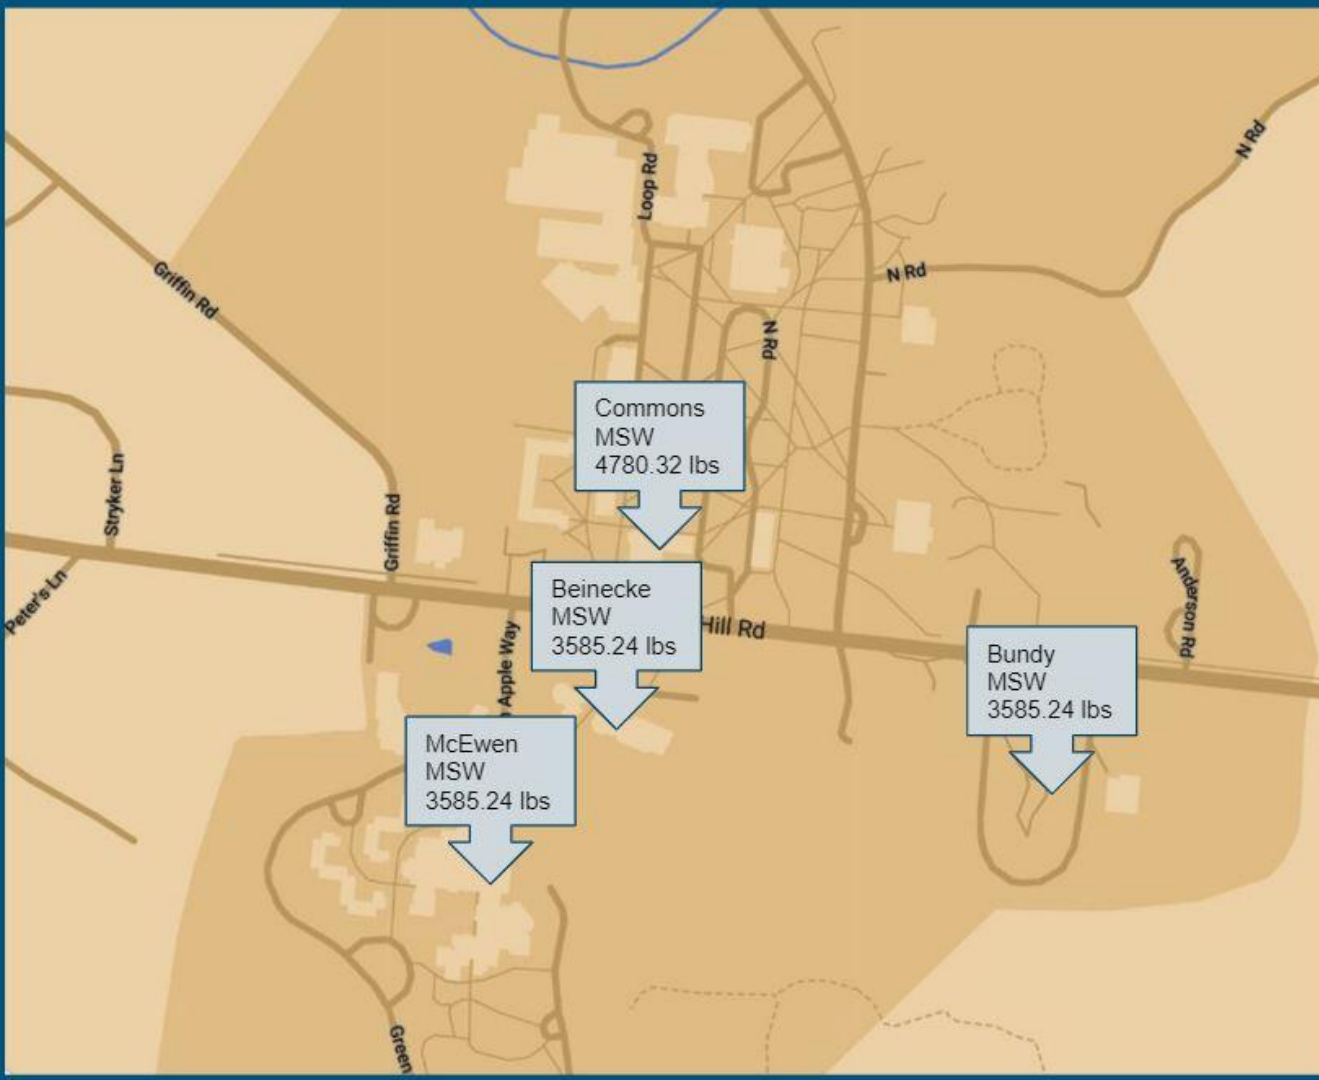 Loop Rd
N Rd
N Rd
Griffin Rd
N Rd
Commons
MSW
4780.32 lbs
Stryker Ln
Griffin Rd
Peter's Ln
Beinecke
MSW
3585.24 lbs
Hill Rd
Anderson Rd
Apple Way
Bundy
MSW
3585.24 lbs
McEwen
MSW
3585.24 lbs
Green